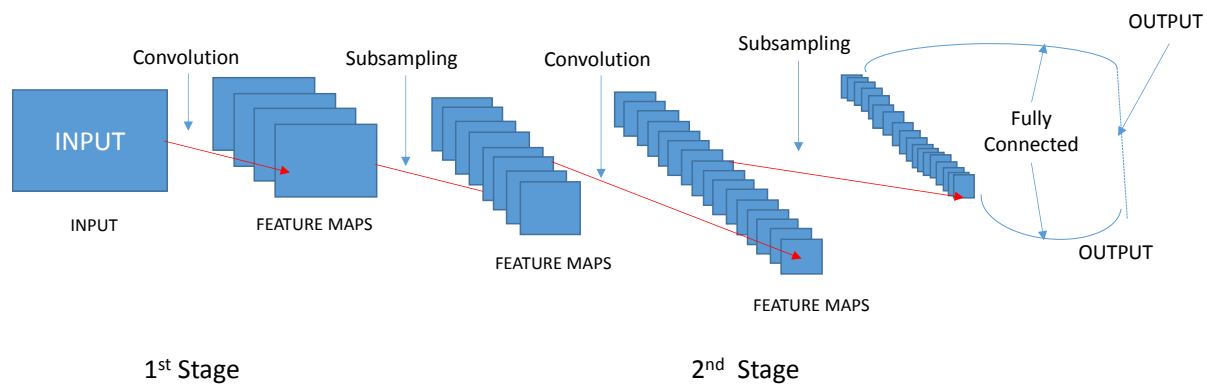 OUTPUT
Convolution
Subsampling
Convolution
Subsampling
INPUT
Fully
Connected
INPUT
FEATURE MAPS
FEATURE MAPS
OUTPUT
FEATURE MAPS
1st Stage
2nd Stage